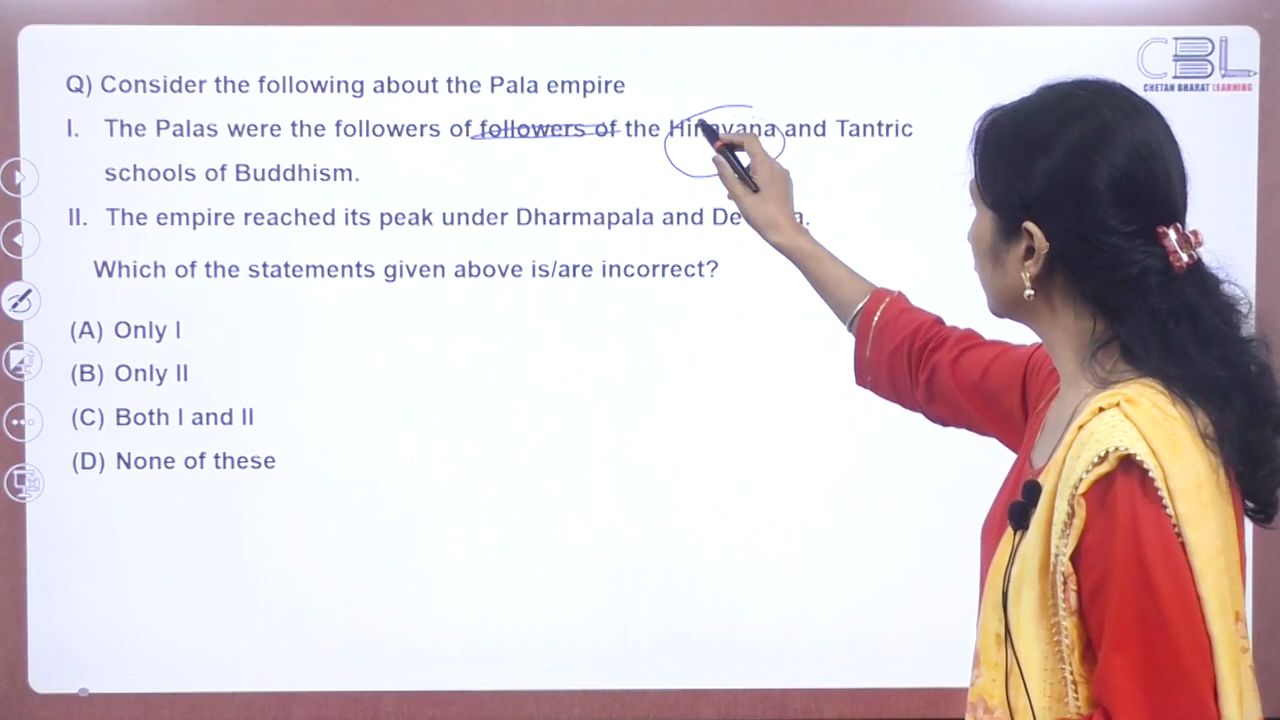 CBL
CHETAN BHARAT LEARNING
Q) Consider the following about the Pala empire
I. The Palas were the followers of followers of the Hinayana and Tantric
schools of Buddhism.
II. The empire reached its peak under Dharmapala and
Which of the statements given above is/are incorrect?
(A) Only I
(B) Only II
(C) Both I and II
(D) None of these